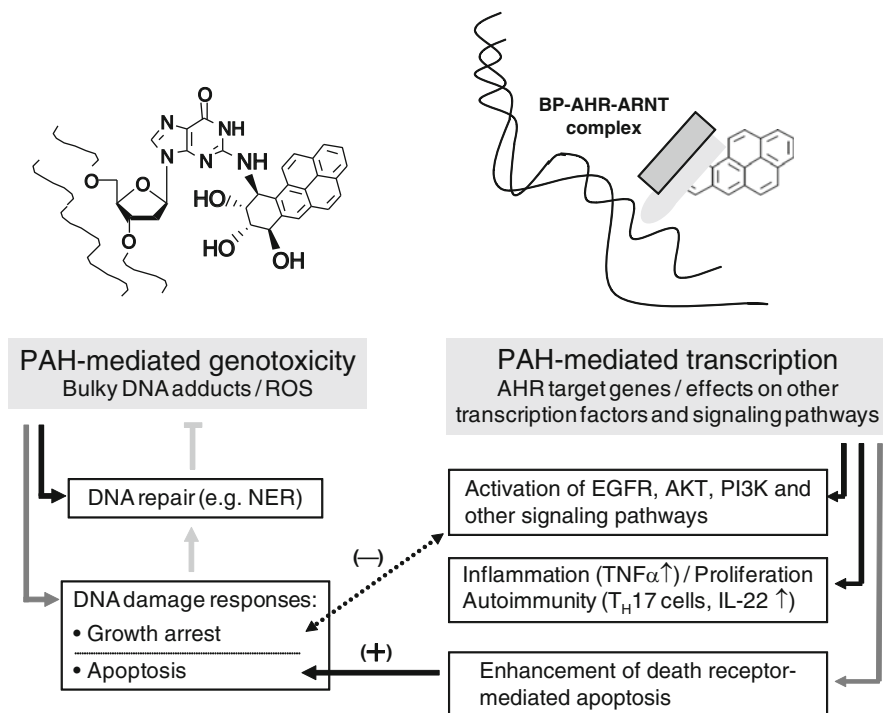 O
N
NH
N
N
NH
O
O
HO
HO
OH
O
BP-AHR-ARNT
complex
PAH-mediated genotoxicity
Bulky DNA adducts / ROS
PAH-mediated transcription
AHR target genes / effects on other
transcription factors and signaling pathways
DNA repair (e.g. NER)
Activation of EGFR, AKT, PI3K and
other signaling pathways
(—)
Inflammation (TNFα↑) / Proliferation
Autoimmunity (TH17 cells, IL-22 ↑)
DNA damage responses:
• Growth arrest
• Apoptosis
(+)
Enhancement of death receptor-
mediated apoptosis